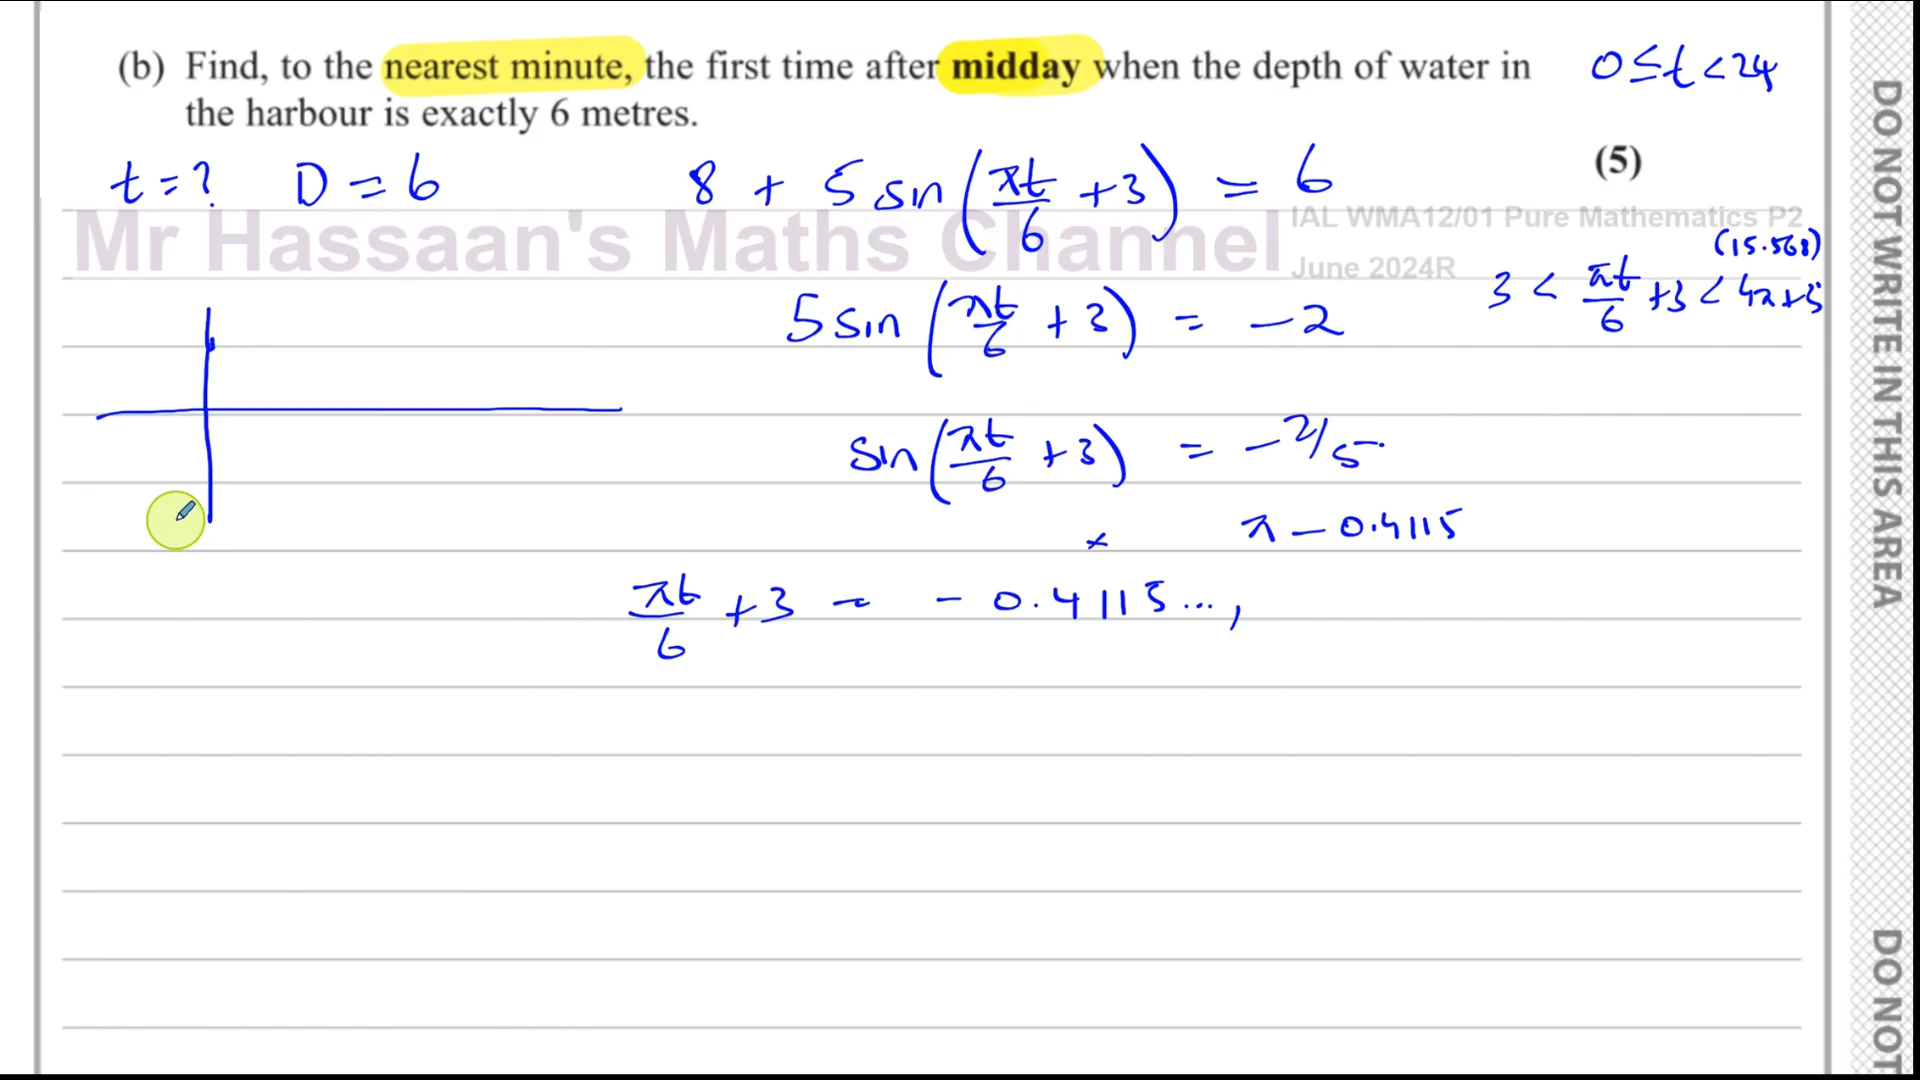 (b) Find, to the nearest minute, the first time after midday when the depth of water in
the harbour is exactly 6 metres.
0 ≤ t < 24
(5)
t = ? D = 6 8 + 5 sin(πt/6 + 3) = 6
Mr Hassaan's Maths Channel
IAL WMA12/01 Pure Mathematics P2
June 2024R
(15.568)
3 < πt/6 + 3 < 4π + 3
5 sin(πt/6 + 3) = -2
sin(πt/6 + 3) = -2/5
x π - 0.4115
πt/6 + 3 = - 0.4115...,
DO NOT WRITE IN THIS AREA
DO NOT